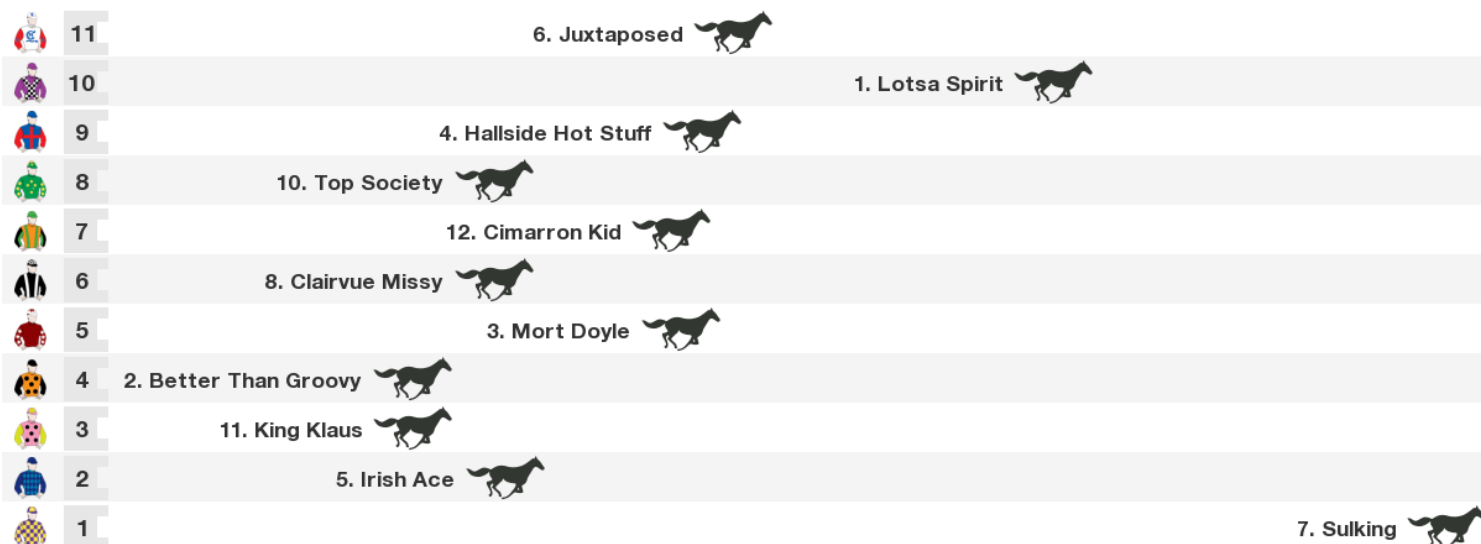 11 6. Juxtaposed
10 1. Lotsa Spirit
9 4. Hallside Hot Stuff
8 10. Top Society
7 12. Cimarron Kid
6 8. Clairvue Missy
5 3. Mort Doyle
4 2. Better Than Groovy
3 11. King Klaus
2 5. Irish Ace
1 7. Sulking